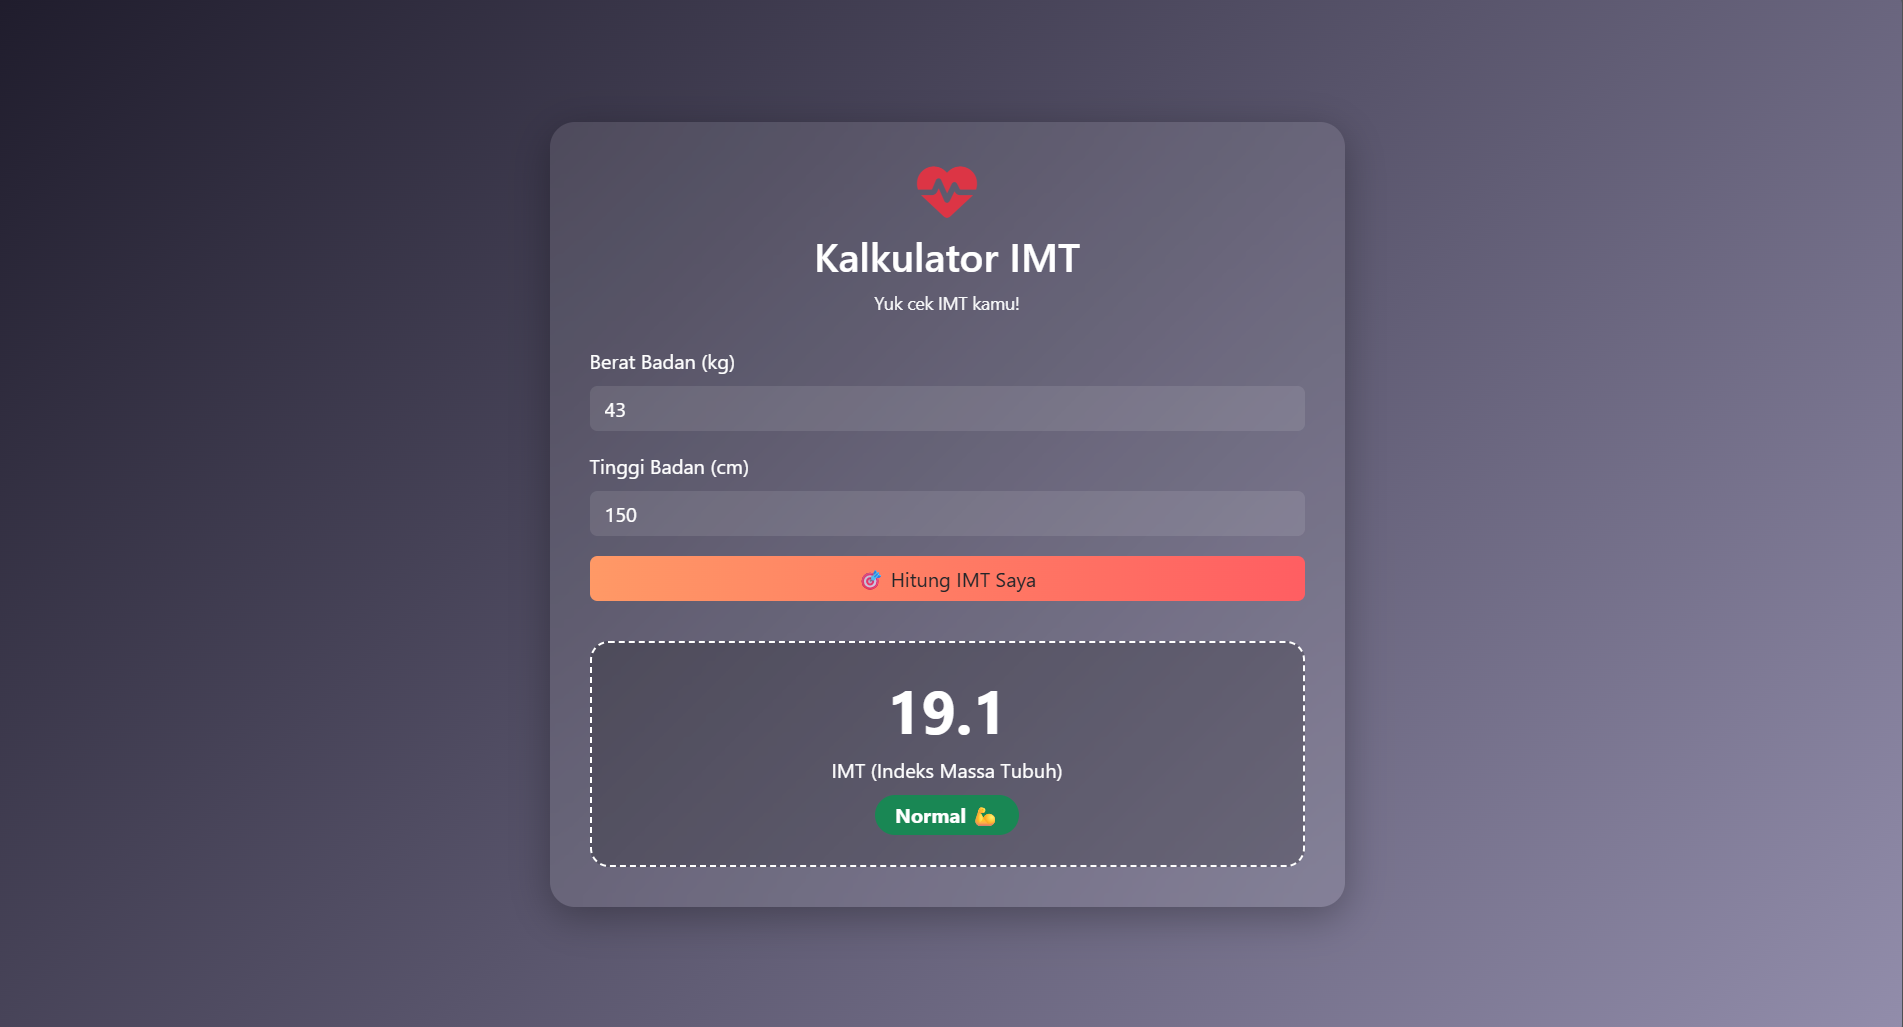 Kalkulator IMT
Yuk cek IMT kamu!
Berat Badan (kg)
43
Tinggi Badan (cm)
150
🎯 Hitung IMT Saya
19.1
IMT (Indeks Massa Tubuh)
Normal 💪